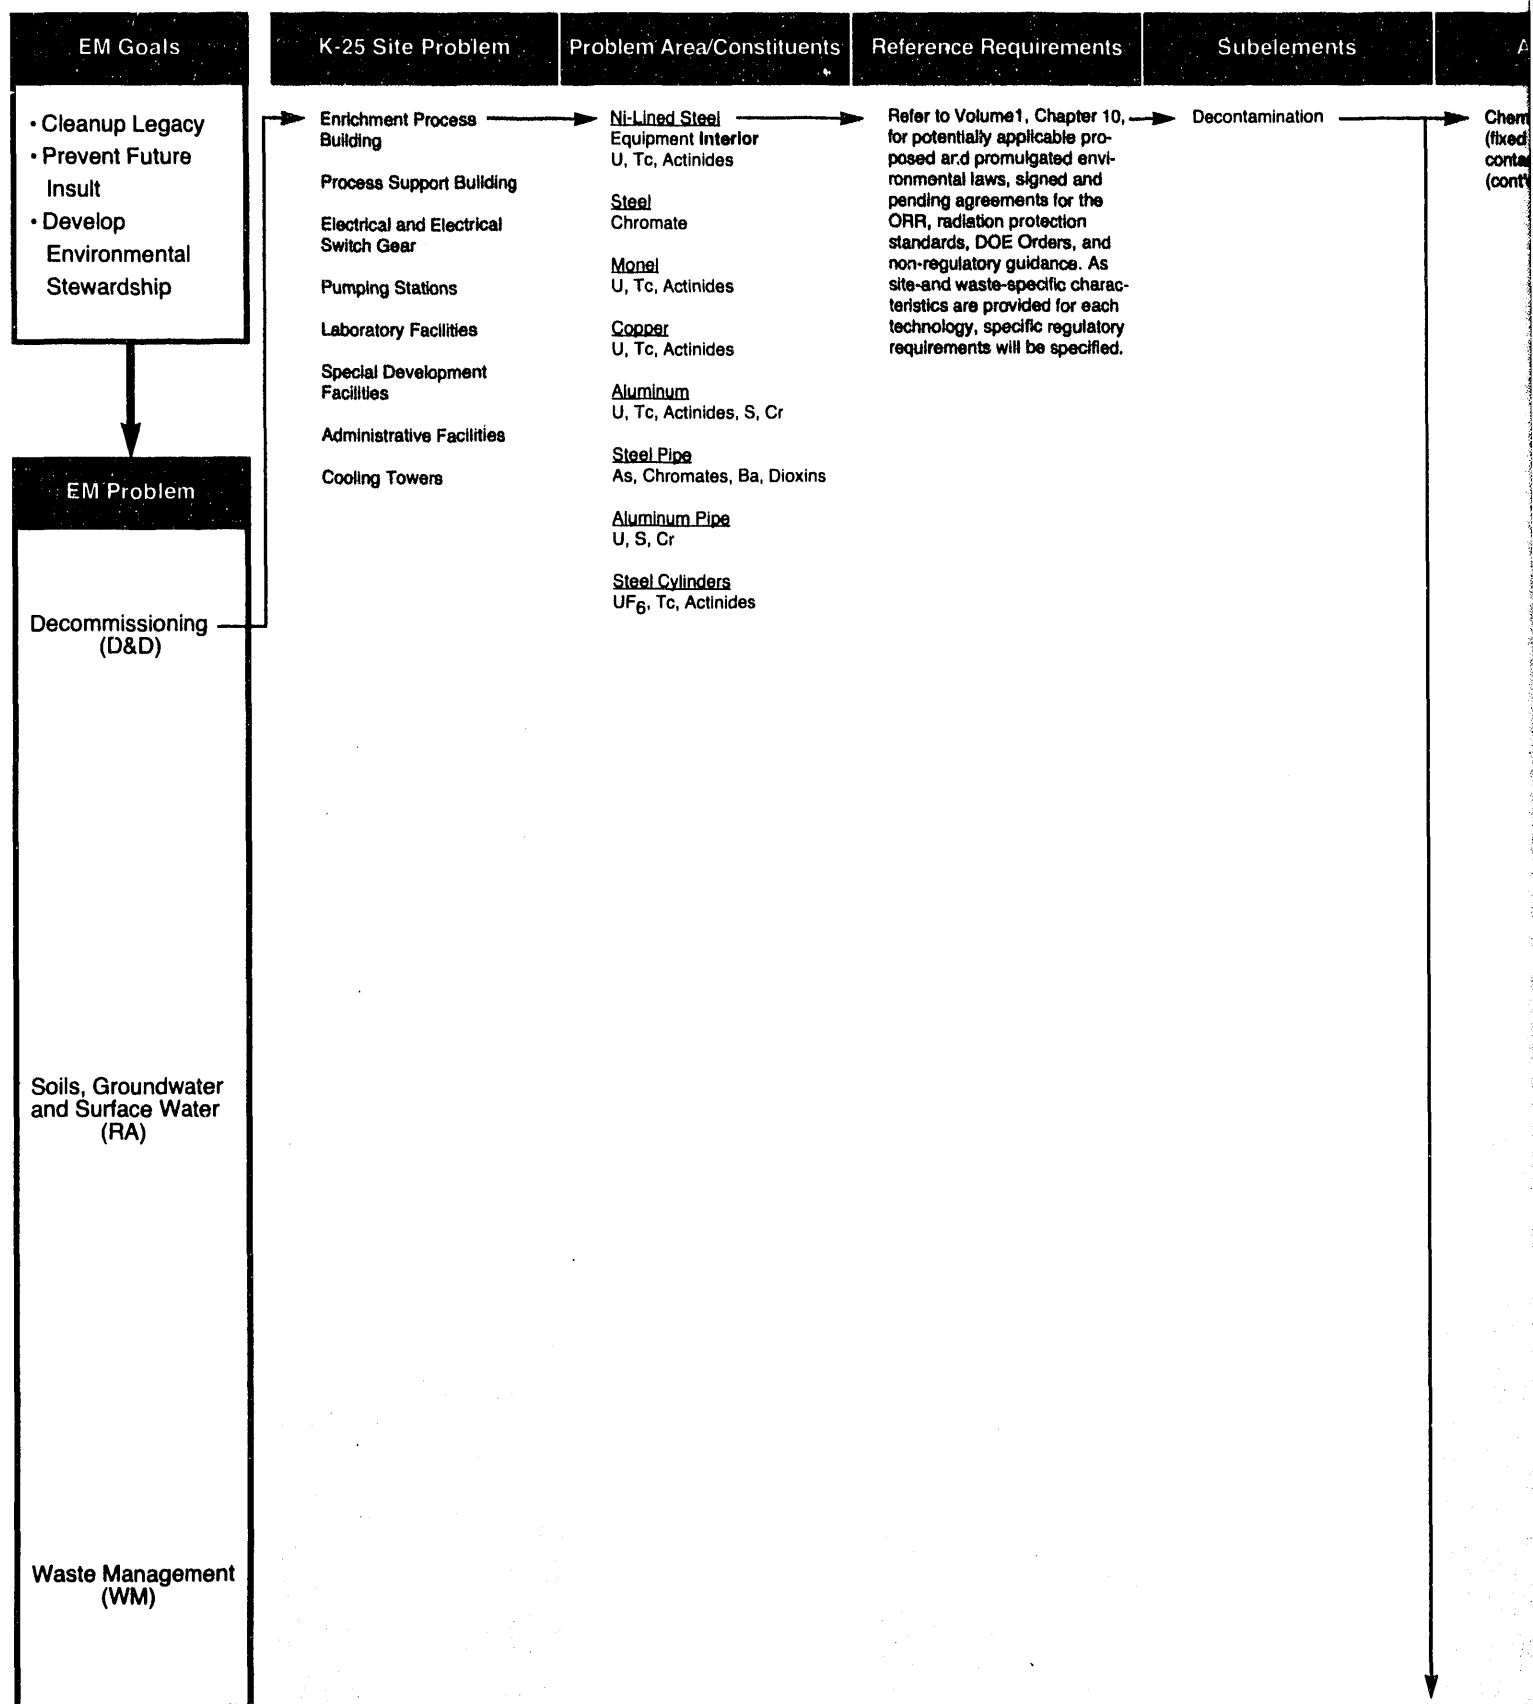 EM Goals
• Cleanup Legacy
• Prevent Future
Insult
• Develop
Environmental
Stewardship
EM Problem
Decommissioning
(D&D)
Soils, Groundwater
and Surface Water
(RA)
Waste Management
(WM)
K-25 Site Problem
Enrichment Process
Building
Process Support Building
Electrical and Electrical
Switch Gear
Pumping Stations
Laboratory Facilities
Special Development
Facilities
Administrative Facilities
Cooling Towers
Problem Area/Constituents
Ni-Lined Steel
Equipment Interior
U, Tc, Actinides
Steel
Chromate
Monel
U, Tc, Actinides
Copper
U, Tc, Actinides
Aluminum
U, Tc, Actinides, S, Cr
Steel Pipe
As, Chromates, Ba, Dioxins
Aluminum Pipe
U, S, Cr
Steel Cylinders
UF6, Tc, Actinides
Reference Requirements
Refer to Volume1, Chapter 10,
for potentially applicable pro-
posed and promulgated envi-
ronmental laws, signed and
pending agreements for the
ORR, radiation protection
standards, DOE Orders, and
non-regulatory guidance. As
site-and waste-specific charac-
teristics are provided for each
technology, specific regulatory
requirements will be specified.
Subelements
Decontamination
A
Chem
(fixed
conta
(cont'